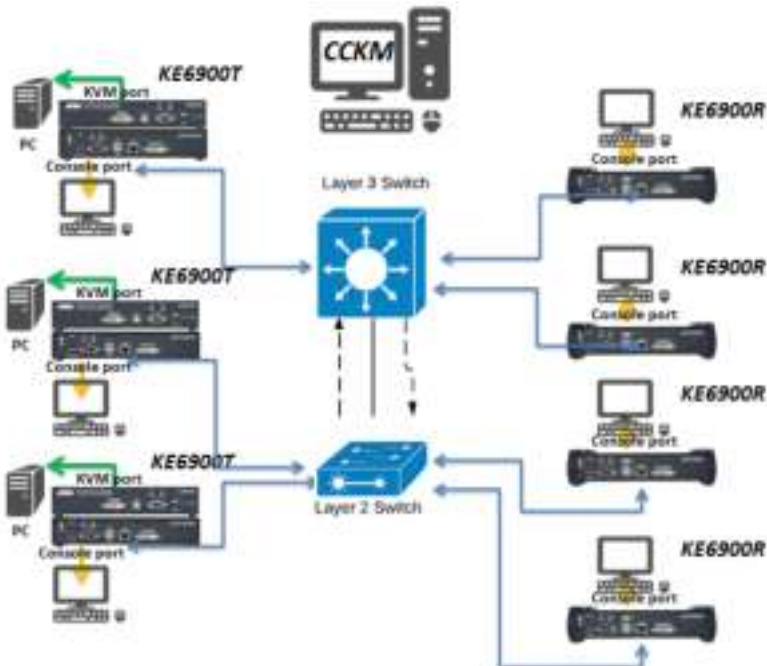 CCKM
KE6900T
KVM port
PC
Console port
KE6900R
Console port
Layer 3 Switch
KE6900T
KVM port
PC
Console port
KE6900R
Console port
KE6900R
Console port
KE6900T
KVM port
PC
Console port
Layer 2 Switch
KE6900R
Console port